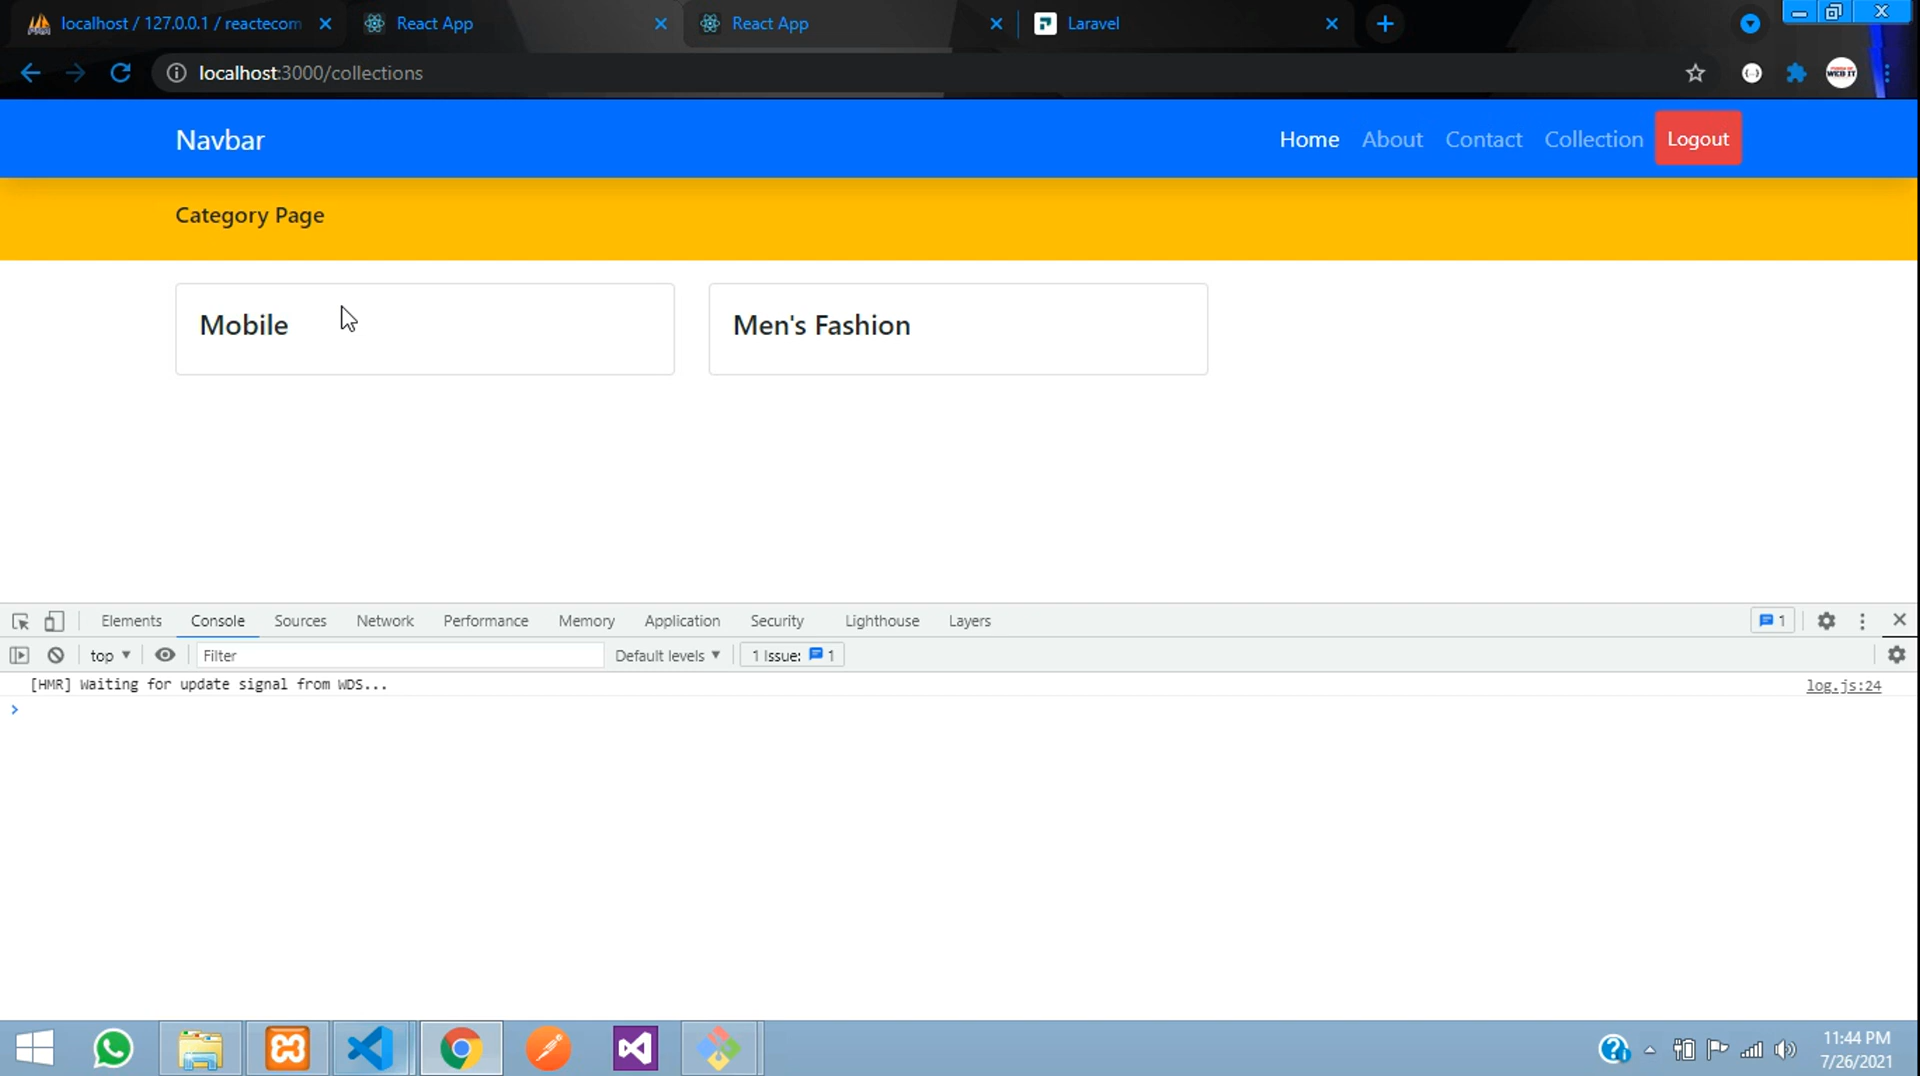 localhost / 127.0.0.1 / reactecom
React App
React App
Laravel
localhost:3000/collections
WEB IT
Navbar
Home
About
Contact
Collection
Logout
Category Page
Mobile
Men's Fashion
Elements
Console
Sources
Network
Performance
Memory
Application
Security
Lighthouse
Layers
1
top
Filter
Default levels
1 Issue: 1
[HMR] Waiting for update signal from WDS...
log.js:24
11:44 PM
7/26/2021